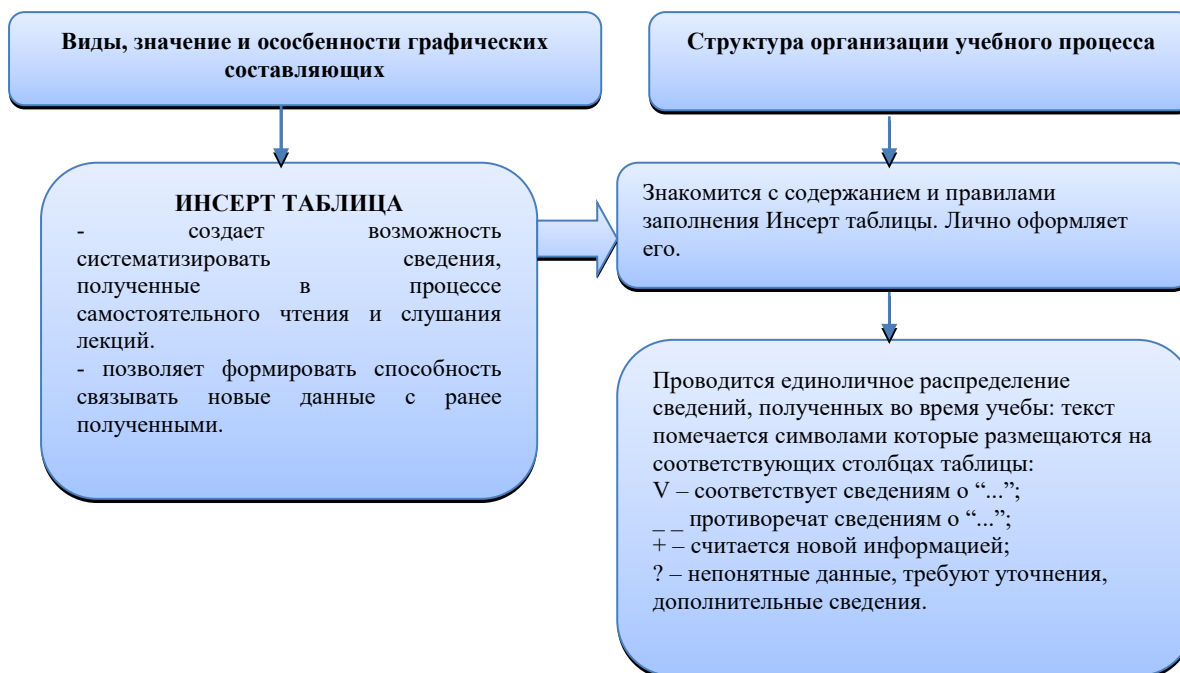 Виды, значение и ососбенности графических
составляющих
Структура организации учебного процесса
ИНСЕРТ ТАБЛИЦА
- создает возможность
систематизировать сведения,
полученные в процессе
самостоятельного чтения и слушания
лекций.
- позволяет формировать способность
связывать новые данные с ранее
полученными.
Знакомится с содержанием и правилами
заполнения Инсерт таблицы. Лично оформляет
его.
Проводится единоличное распределение
сведений, полученных во время учебы: текст
помечается символами которые размещаются на
соответствующих столбцах таблицы:
V – соответствует сведениям о “...”;
_ _ противоречат сведениям о “...”;
+ – считается новой информацией;
? – непонятные данные, требуют уточнения,
дополнительные сведения.